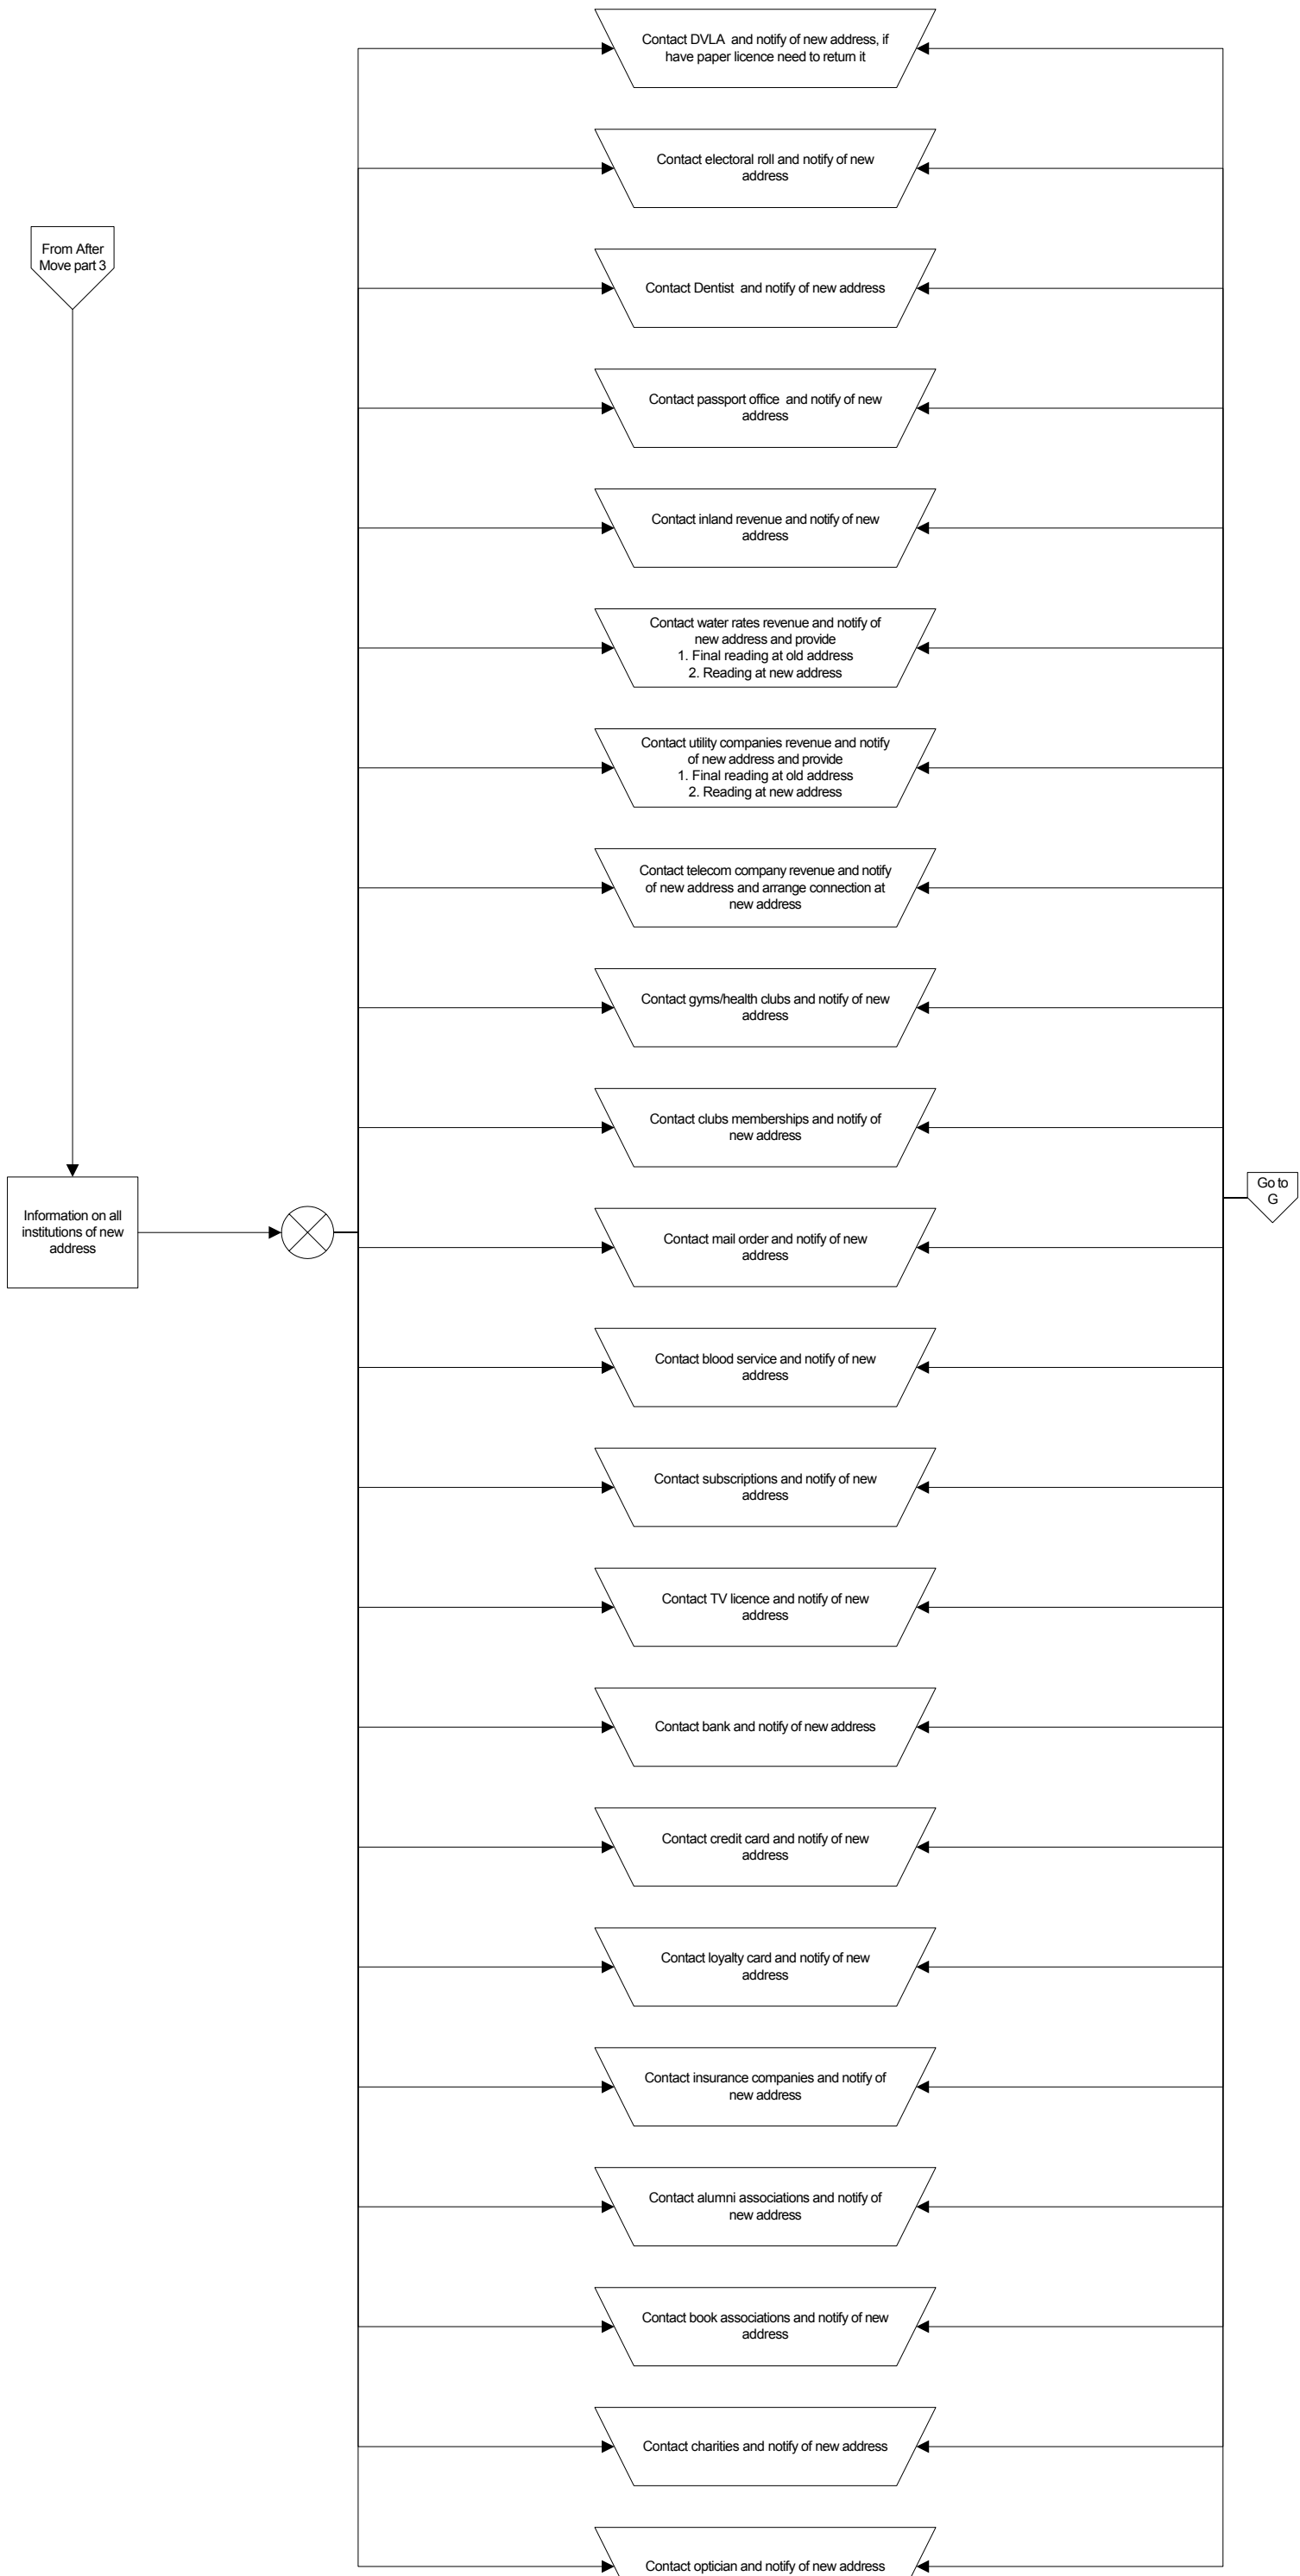 Contact DVLA and notify of new address, if
have paper licence need to return it
Contact electoral roll and notify of new
address
From After
Move part 3
Contact Dentist and notify of new address
Contact passport office and notify of new
address
Contact inland revenue and notify of new
address
Contact water rates revenue and notify of
new address and provide
1. Final reading at old address
2. Reading at new address
Contact utility companies revenue and notify
of new address and provide
1. Final reading at old address
2. Reading at new address
Contact telecom company revenue and notify
of new address and arrange connection at
new address
Contact gyms/health clubs and notify of new
address
Contact clubs memberships and notify of
new address
Go to
G
Information on all
institutions of new
address
Contact mail order and notify of new
address
Contact blood service and notify of new
address
Contact subscriptions and notify of new
address
Contact TV licence and notify of new
address
Contact bank and notify of new address
Contact credit card and notify of new
address
Contact loyalty card and notify of new
address
Contact insurance companies and notify of
new address
Contact alumni associations and notify of
new address
Contact book associations and notify of new
address
Contact charities and notify of new address
Contact optician and notify of new address